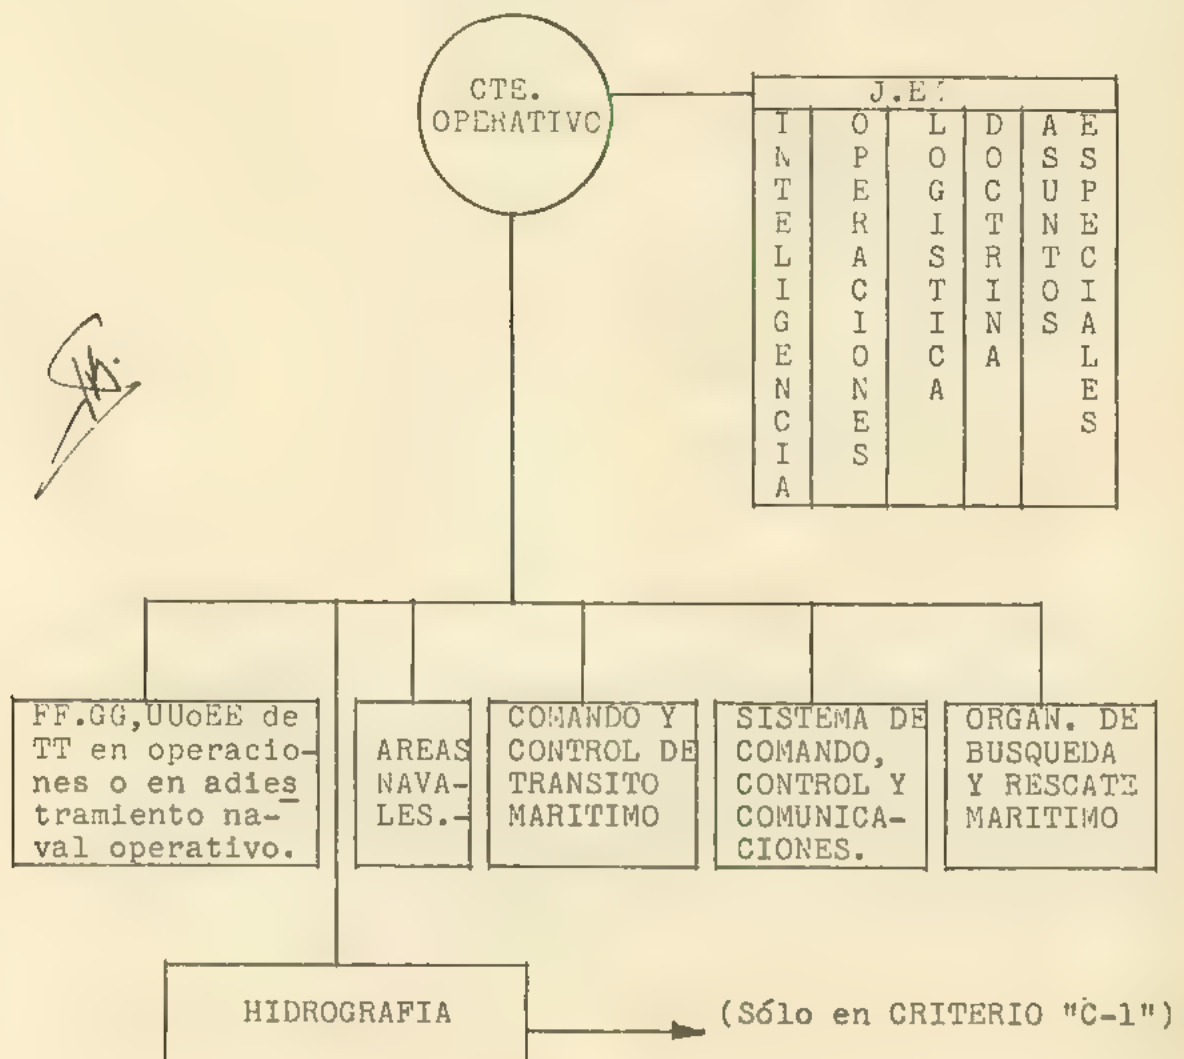 CTE.
OPERATIVO
J.E.
INTELIGENCIA
OPERACIONES
LOGISTICA
DOCTRINA
ASUNTOS
ESPECIALES
FF.GG,UUoEE de
TT en operacio-
nes o en adies
tramiento na-
val operativo.
AREAS
NAVA-
LES.-
COMANDO Y
CONTROL DE
TRANSITO
MARITIMO
SISTEMA DE
COMANDO,
CONTROL Y
COMUNICA-
CIONES.
ORGAN. DE
BUSQUEDA
Y RESCATE
MARITIMO
HIDROGRAFIA
(Sólo en CRITERIO "C-1")